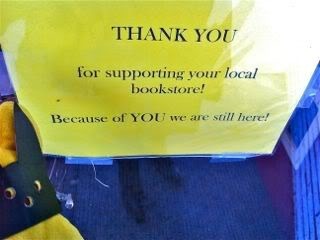 THANK YOU
for supporting your local
bookstore!
Because of YOU we are still here!